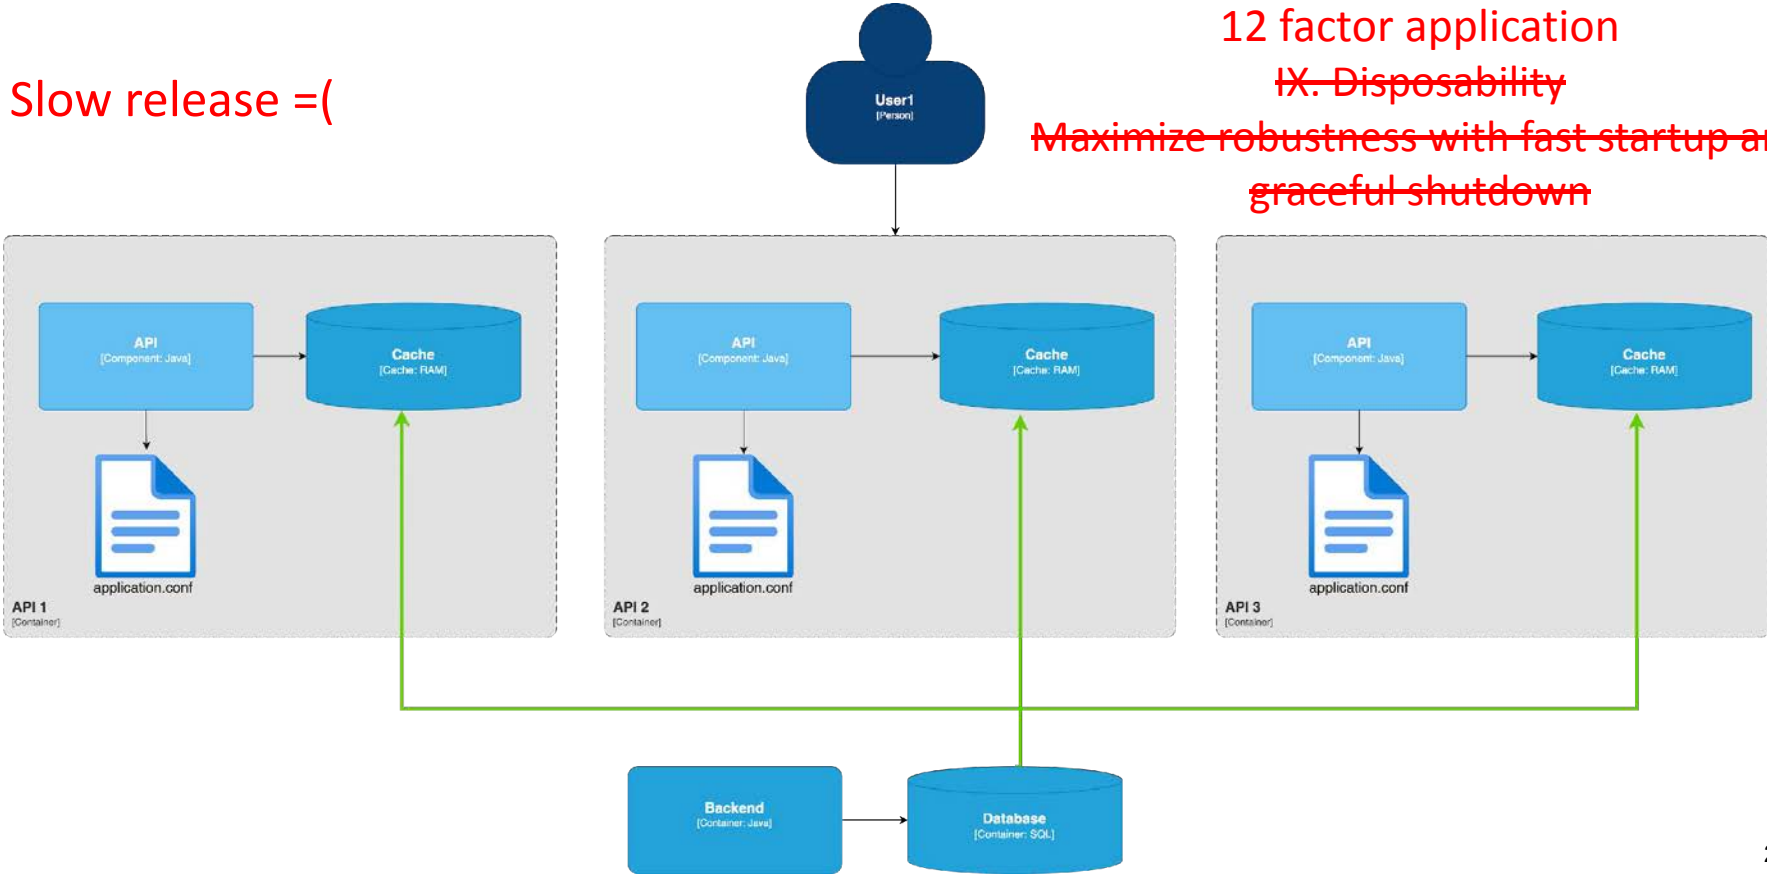 12 factor application
Slow release =(
IX. Disposability
Maximize robustness with fast startup
graceful shutdown
User1
[Person]
API
[Component: Java]
Cache
[Cache: RAM]
application.conf
API 1
[Container]
API
[Component: Java]
Cache
[Cache: RAM]
application.conf
API 2
[Container]
API
[Component: Java]
Cache
[Cache: RAM]
application.conf
API 3
[Container]
Backend
[Container: Java]
Database
[Container: SQL]